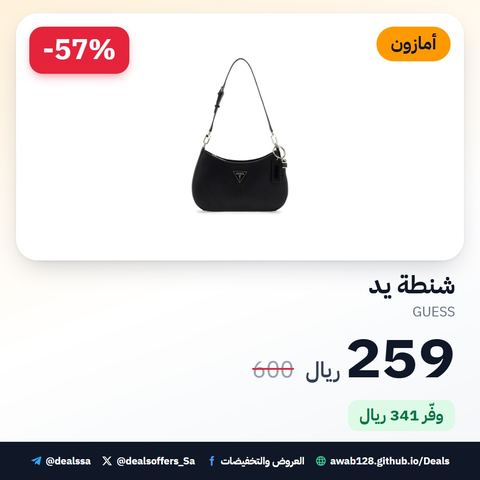 -57%
أمازون
شنطة يد
GUESS
259 ريال 600
وفّر 341 ريال
@dealssa @dealsoffers_Sa العروض والتخفيضات awab128.github.io/Deals